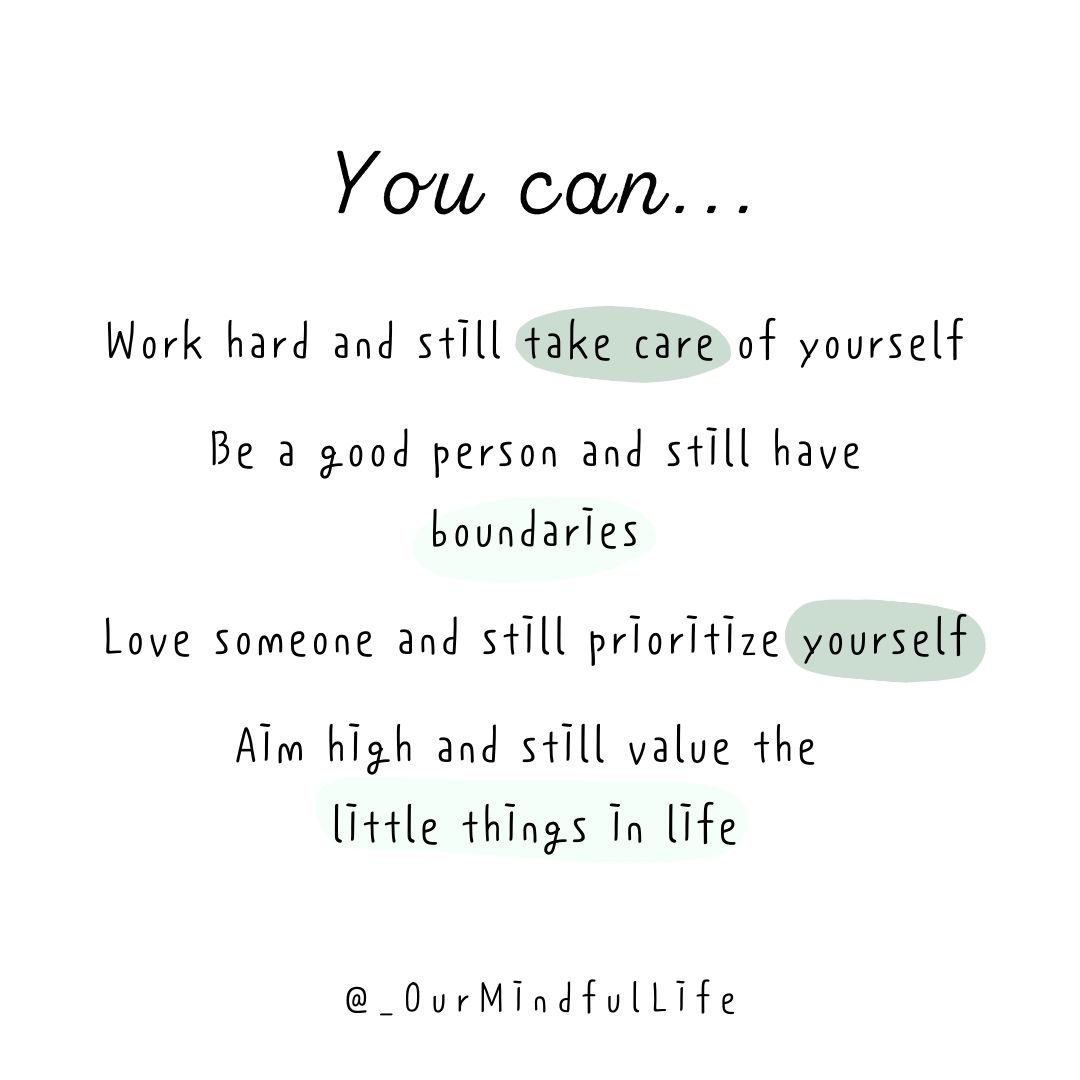 You can...
Work hard and still take care of yourself
Be a good person and still have
boundaries
Love someone and still prioritize yourself
Aim high and still value the
little things in life
@_OurMindfulLife